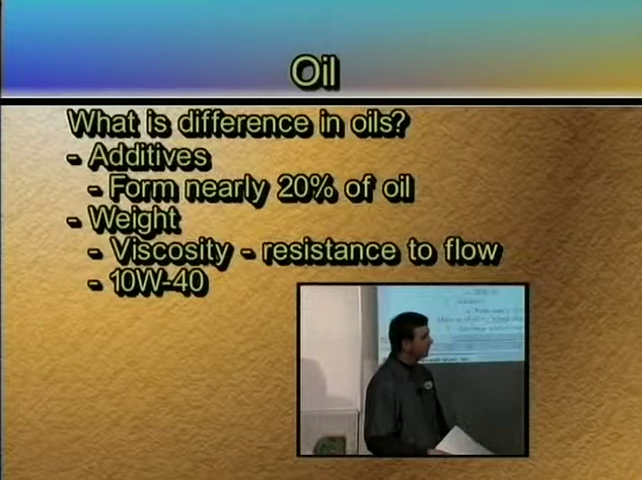 Oil
What is difference in oils?
- Additives
- Form nearly 20% of oil
- Weight
- Viscosity - resistance to flow
- 10W-40